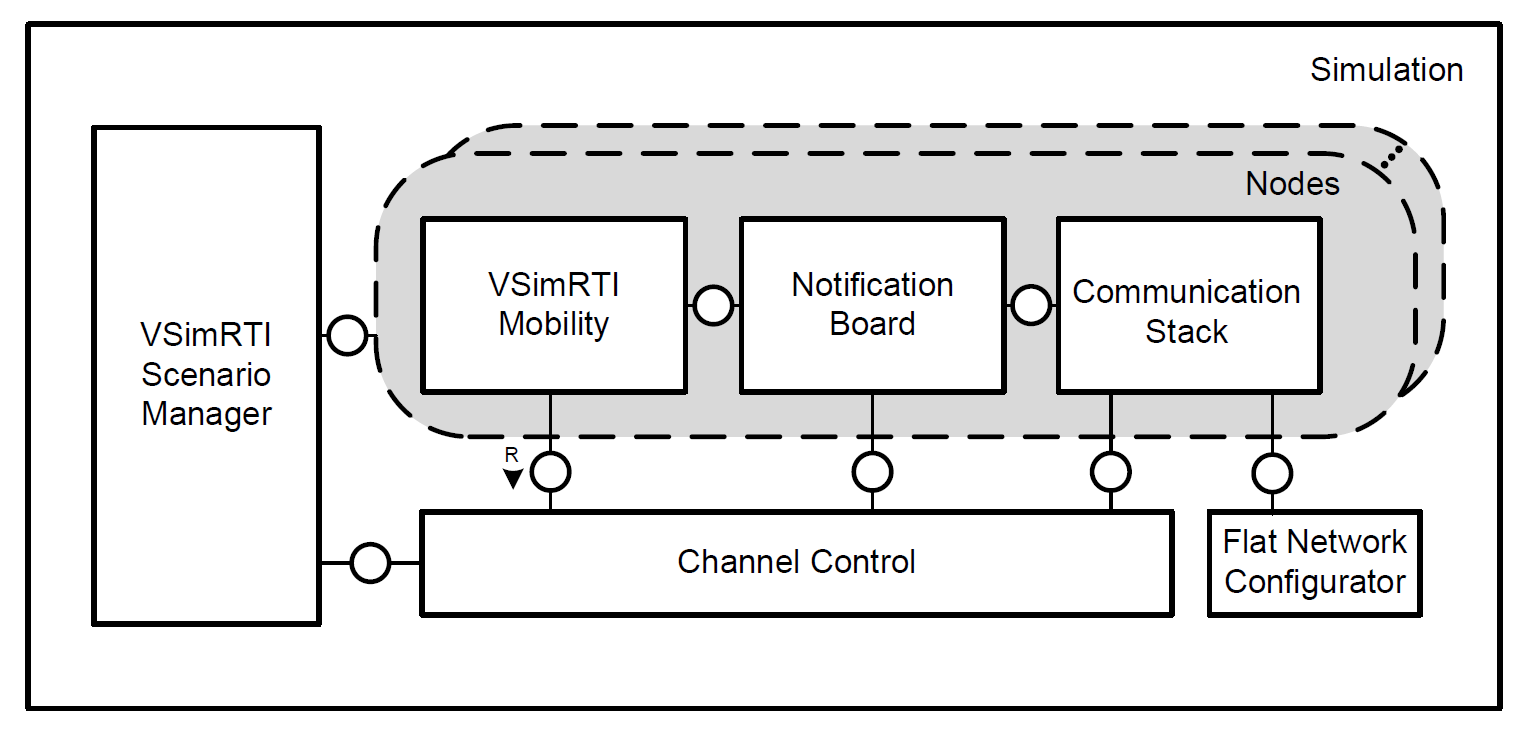 Simulation
Nodes
VSimRTI
Scenario
Manager
VSimRTI
Mobility
Notification
Board
Communication
Stack
R
Channel Control
Flat Network
Configurator